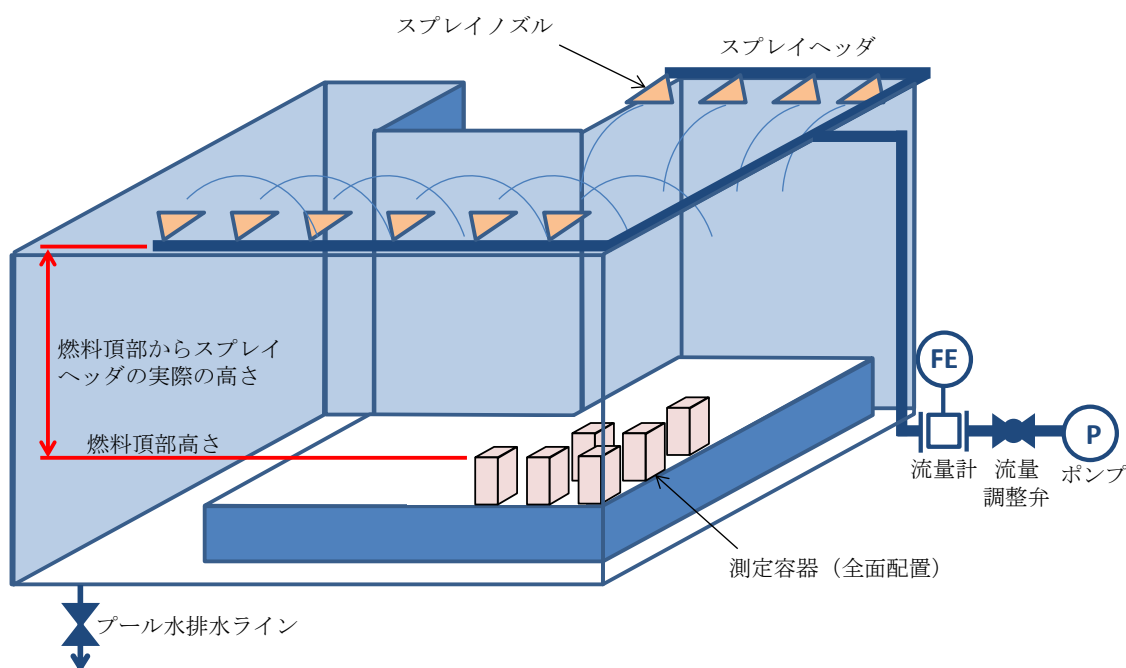 スプレイノズル
スプレイヘッダ
燃料頂部からスプレイ
ヘッダの実際の高さ
燃料頂部高さ
FE
P
流量計
流量
調整弁
ポンプ
測定容器（全面配置）
プール水排水ライン